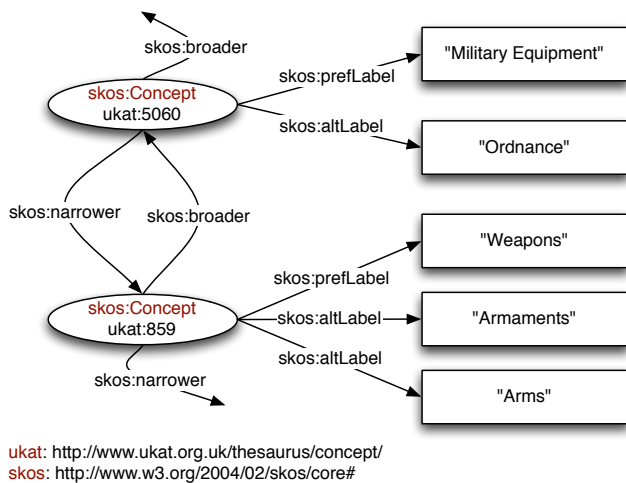 skos:broader
"Military Equipment"
skos:prefLabel
skos:Concept
ukat:5060
skos:altLabel
"Ordnance"
skos:narrower
skos:broader
"Weapons"
skos:prefLabel
skos:Concept
ukat:859
skos:altLabel
"Armaments"
skos:altLabel
skos:narrower
"Arms"
ukat: http://www.ukat.org.uk/thesaurus/concept/
skos: http://www.w3.org/2004/02/skos/core#